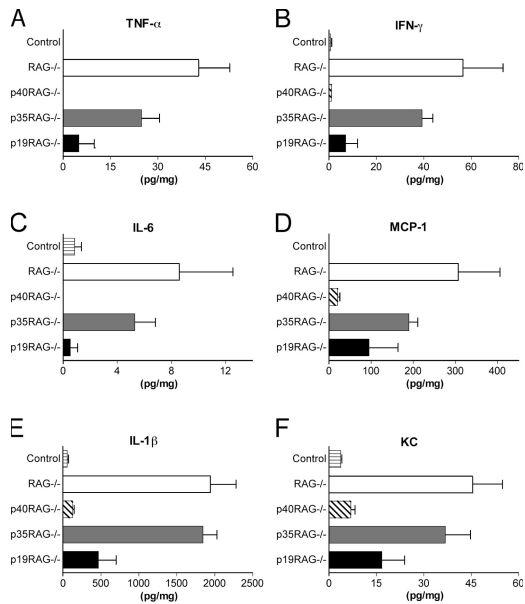 A
TNF-α
Control
RAG-/-
p40RAG-/-
p35RAG-/-
p19RAG-/-
0 15 30 45 60
(pg/mg)
B
IFN-γ
Control
RAG-/-
p40RAG-/-
p35RAG-/-
p19RAG-/-
0 20 40 60 80
(pg/mg)
C
IL-6
Control
RAG-/-
p40RAG-/-
p35RAG-/-
p19RAG-/-
0 4 8 12
(pg/mg)
D
MCP-1
Control
RAG-/-
p40RAG-/-
p35RAG-/-
p19RAG-/-
0 100 200 300 400
(pg/mg)
E
IL-1β
Control
RAG-/-
p40RAG-/-
p35RAG-/-
p19RAG-/-
0 500 1000 1500 2000 2500
(pg/mg)
F
KC
Control
RAG-/-
p40RAG-/-
p35RAG-/-
p19RAG-/-
0 15 30 45 60
(pg/mg)